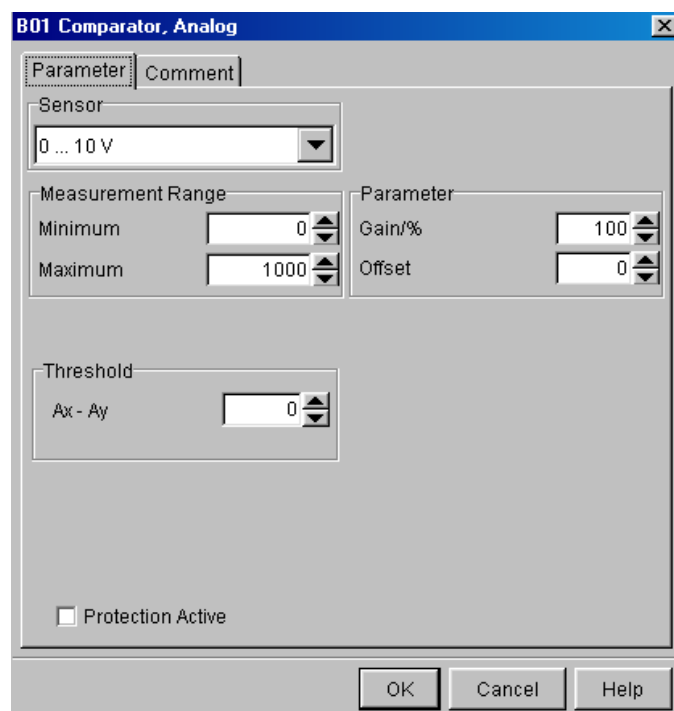 B01 Comparator, Analog
Parameter Comment
Sensor
0 ... 10 V
Measurement Range
Minimum 0
Maximum 1000
Parameter
Gain/% 100
Offset 0
Threshold
Ax - Ay 0
Protection Active
OK Cancel Help